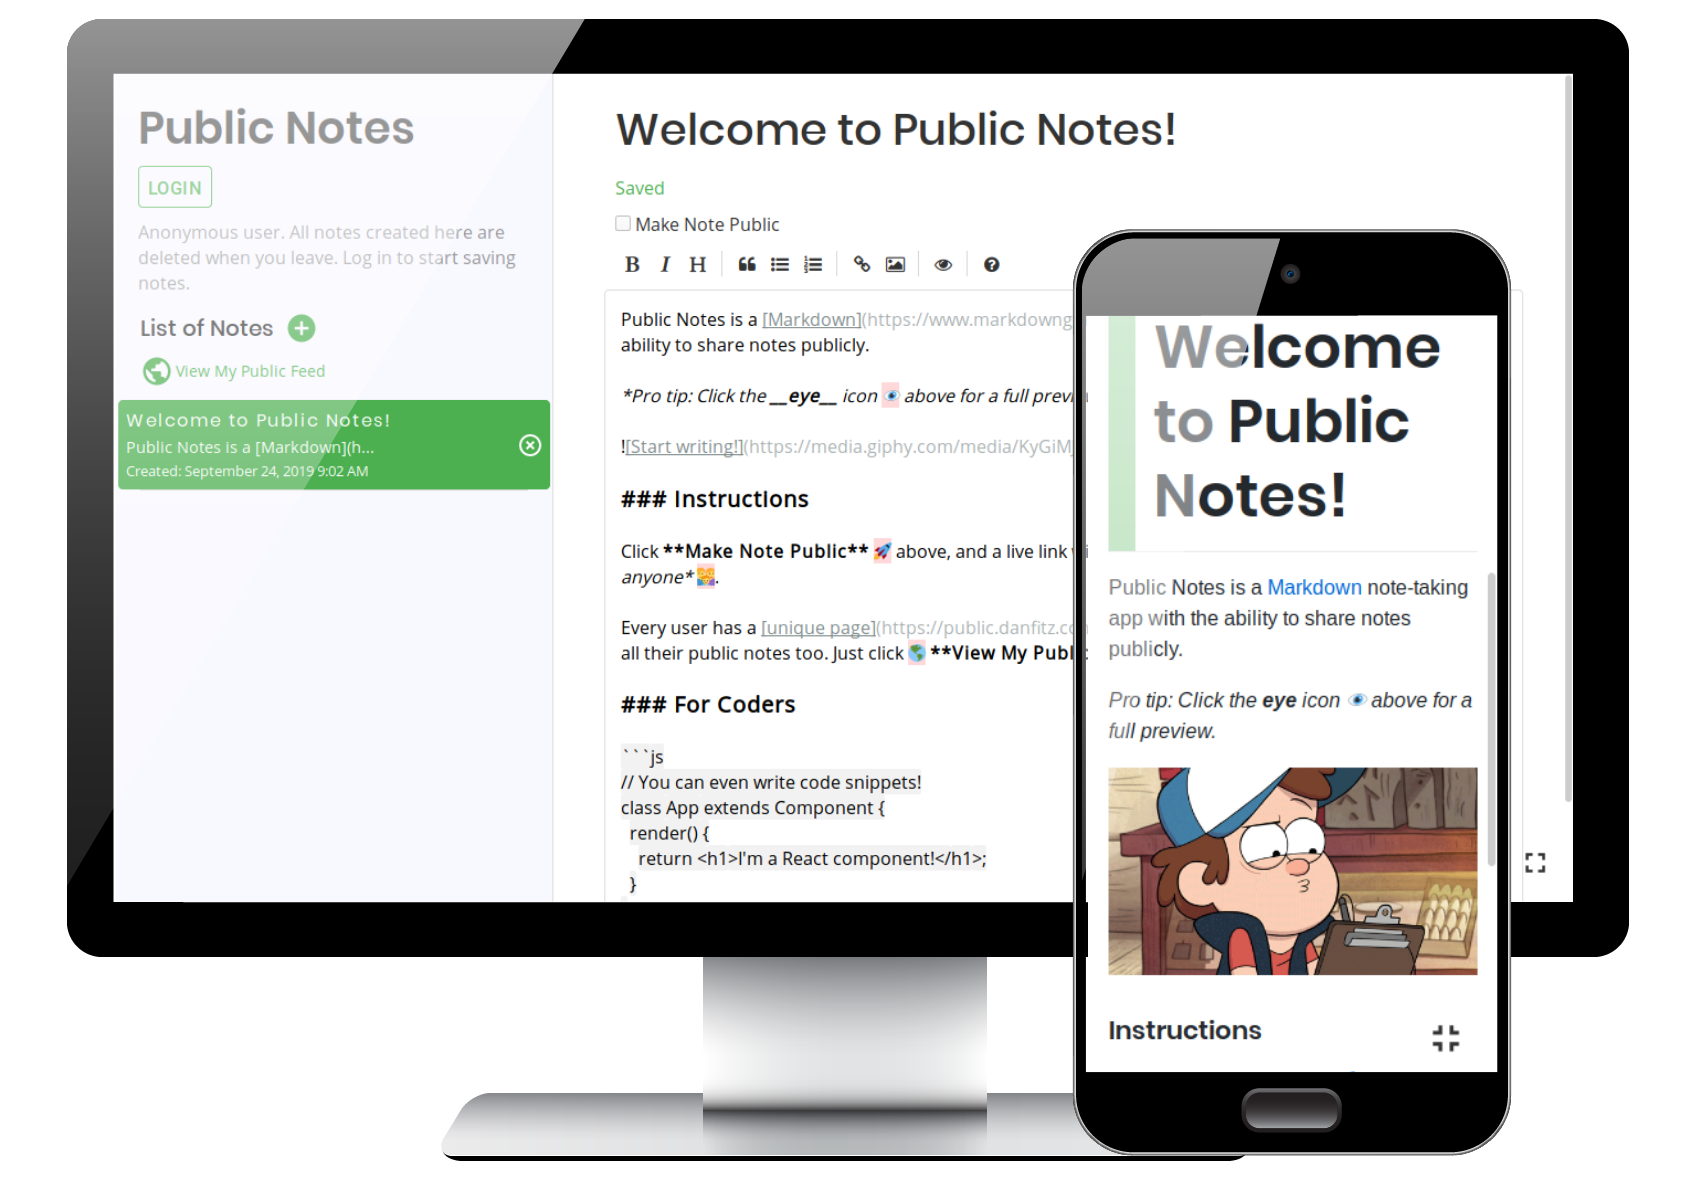 Public Notes
LOGIN
Anonymous user. All notes created here are
deleted when you leave. Log in to start saving
notes.
List of Notes
View My Public Feed
Welcome to Public Notes!
Public Notes is a [Markdown](h...
Created: September 24, 2019 9:02 AM
Welcome to Public Notes!
Saved
Make Note Public
B I H
Public Notes is a [Markdown](https://www.markdowng
ability to share notes publicly.
*Pro tip: Click the __eye__ icon 👁 above for a full previ
![Start writing!](https://media.giphy.com/media/KyGiM
### Instructions
Click **Make Note Public** 🚀 above, and a live link
anyone* 👫.
Every user has a [unique page](https://public.danfitz.co
all their public notes too. Just click 🌎 **View My Publ
### For Coders
```js
// You can even write code snippets!
class App extends Component {
render() {
return <h1>I'm a React component!</h1>;
}
Welcome
to Public
Notes!
Public Notes is a Markdown note-taking
app with the ability to share notes
publicly.
Pro tip: Click the eye icon 👁 above for a
full preview.
Instructions